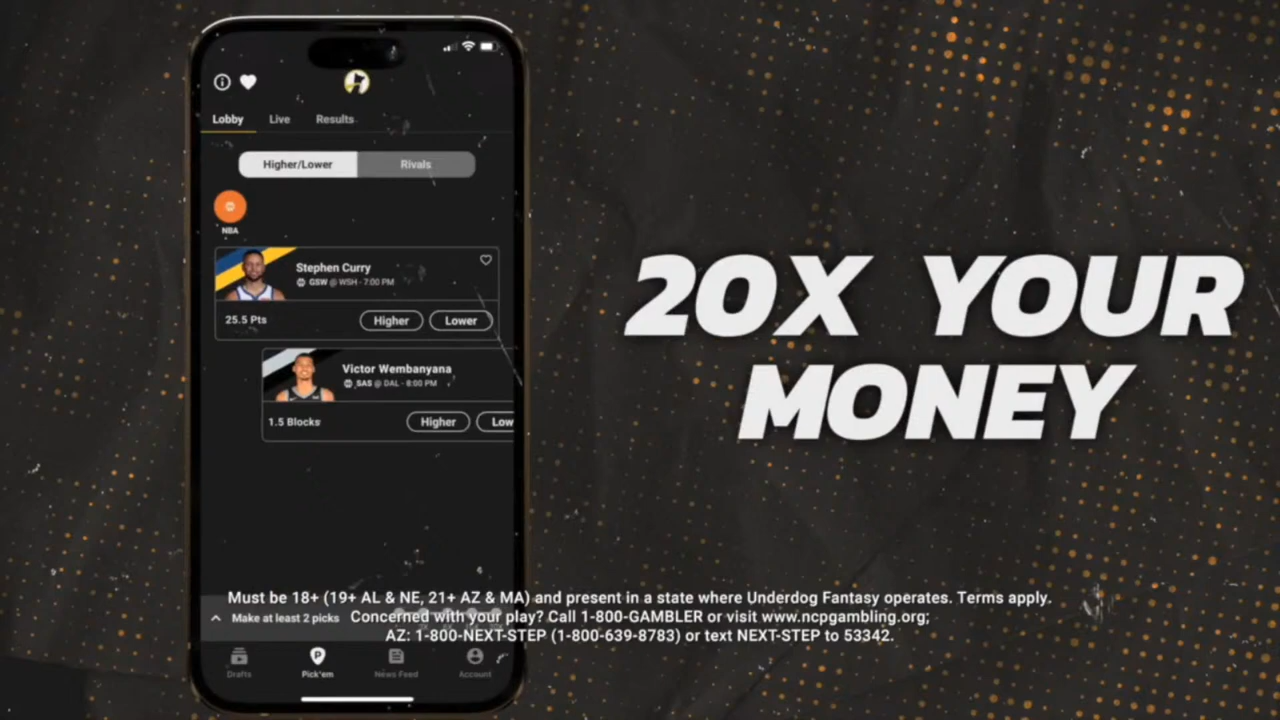 Lobby Live Results
Higher/Lower Rivals
NBA
Stephen Curry
GSW @ WSH - 7:00 PM
25.5 Pts Higher Lower
Victor Wembanyana
SAS @ DAL - 8:00 PM
1.5 Blocks Higher Low
20X YOUR
MONEY
Must be 18+ (19+ AL & NE, 21+ AZ & MA) and present in a state where Underdog Fantasy operates. Terms apply.
Concerned with your play? Call 1-800-GAMBLER or visit www.ncpgambling.org;
AZ: 1-800-NEXT-STEP (1-800-639-8783) or text NEXT-STEP to 53342.
Make at least 2 picks
Drafts Pick'em News Feed Account